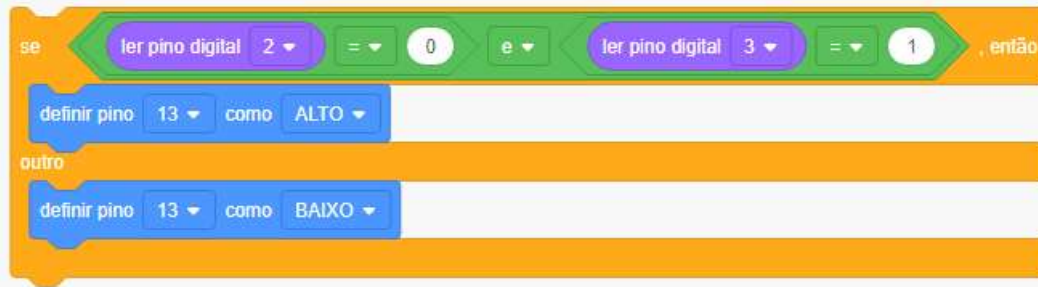 se ler pino digital 2 = 0 e ler pino digital 3 = 1 , então
definir pino 13 como ALTO
outro
definir pino 13 como BAIXO